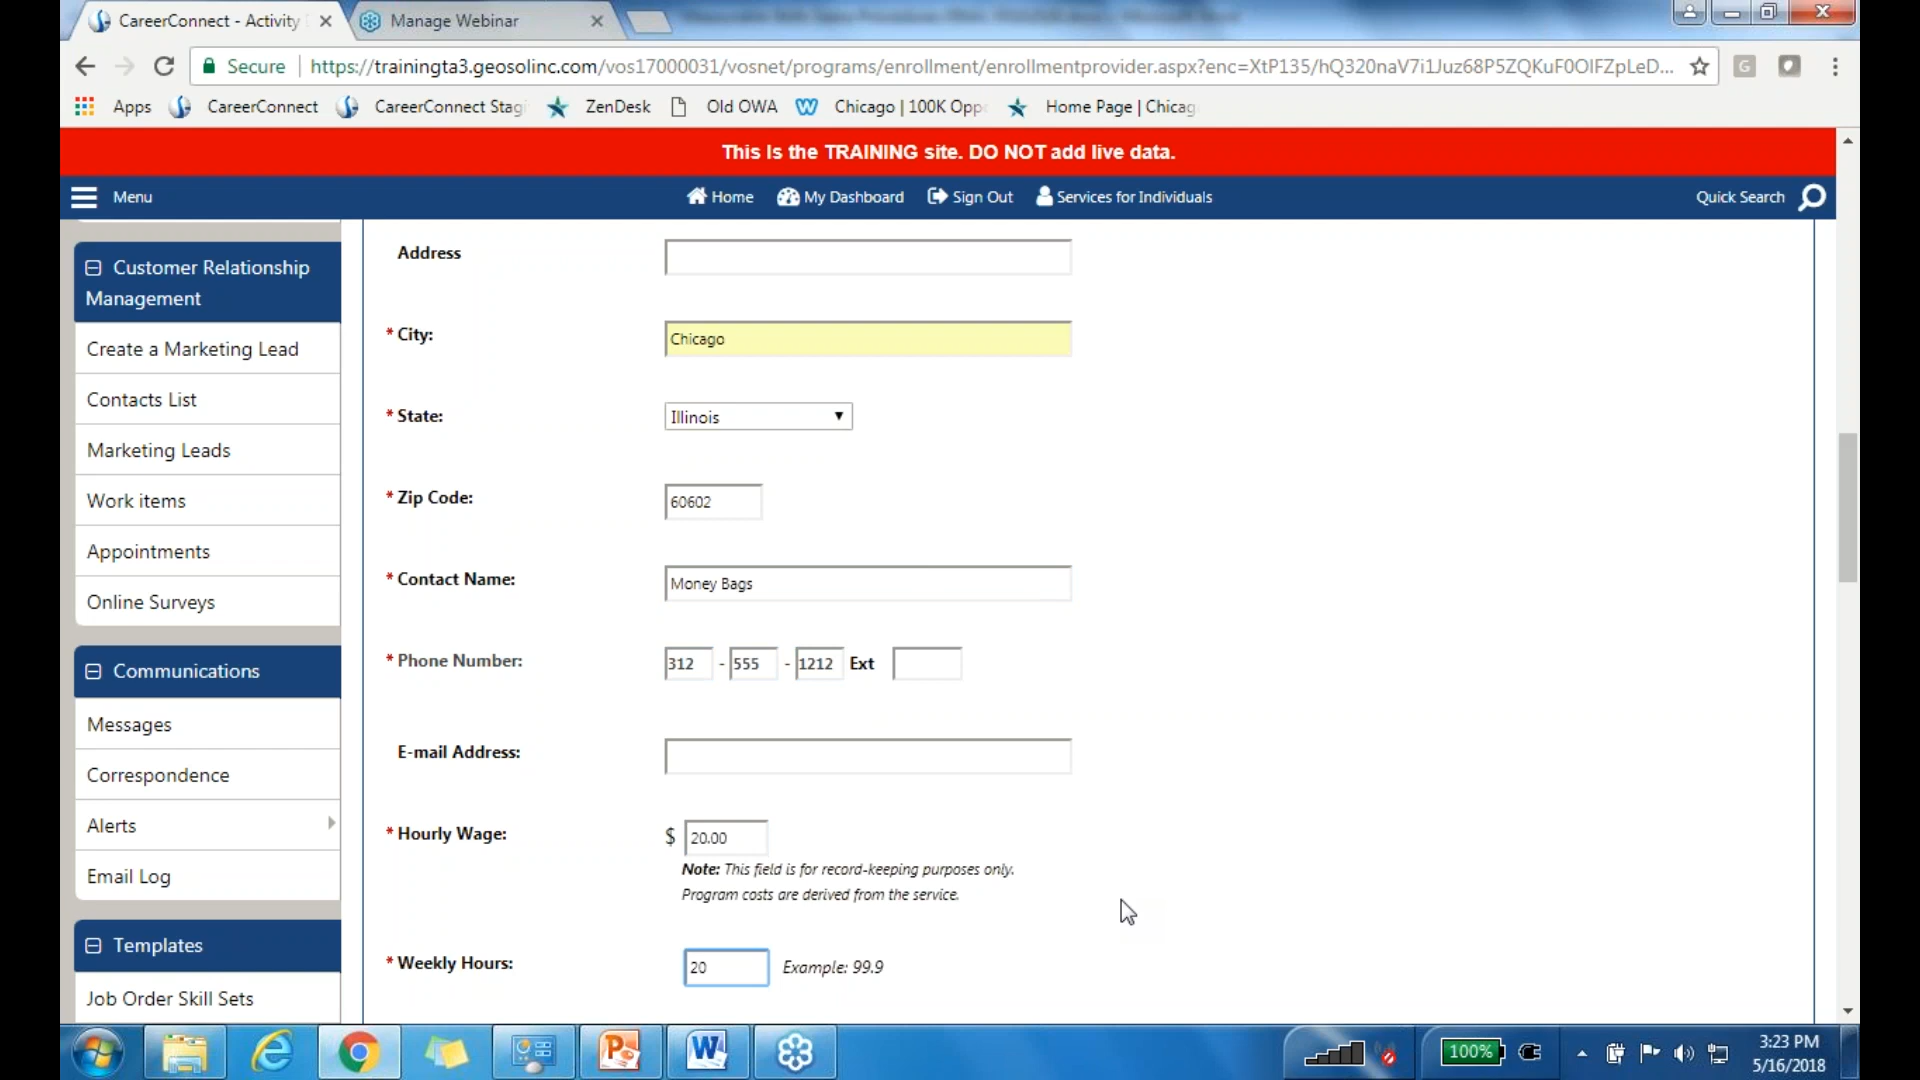 CareerConnect - Activity
Manage Webinar
Secure
https://trainingta3.geosolinc.com/vos17000031/vosnet/programs/enrollment/enrollmentprovider.aspx?enc=XtP135/hQ320naV7i1Juz68P5ZQKuF0OIFZpLeD...
Apps
CareerConnect
CareerConnect Stagi
ZenDesk
Old OWA
Chicago | 100K Opp
Home Page | Chicag
This Is the TRAINING site. DO NOT add live data.
Menu
Home
My Dashboard
Sign Out
Services for Individuals
Quick Search
Customer Relationship
Management
Create a Marketing Lead
Contacts List
Marketing Leads
Work items
Appointments
Online Surveys
Communications
Messages
Correspondence
Alerts
Email Log
Templates
Job Order Skill Sets
Address
* City:
Chicago
* State:
Illinois
* Zip Code:
60602
* Contact Name:
Money Bags
* Phone Number:
312 - 555 - 1212 Ext
E-mail Address:
* Hourly Wage:
$ 20.00
Note: This field is for record-keeping purposes only.
Program costs are derived from the service.
* Weekly Hours:
20
Example: 99.9
100%
3:23 PM
5/16/2018